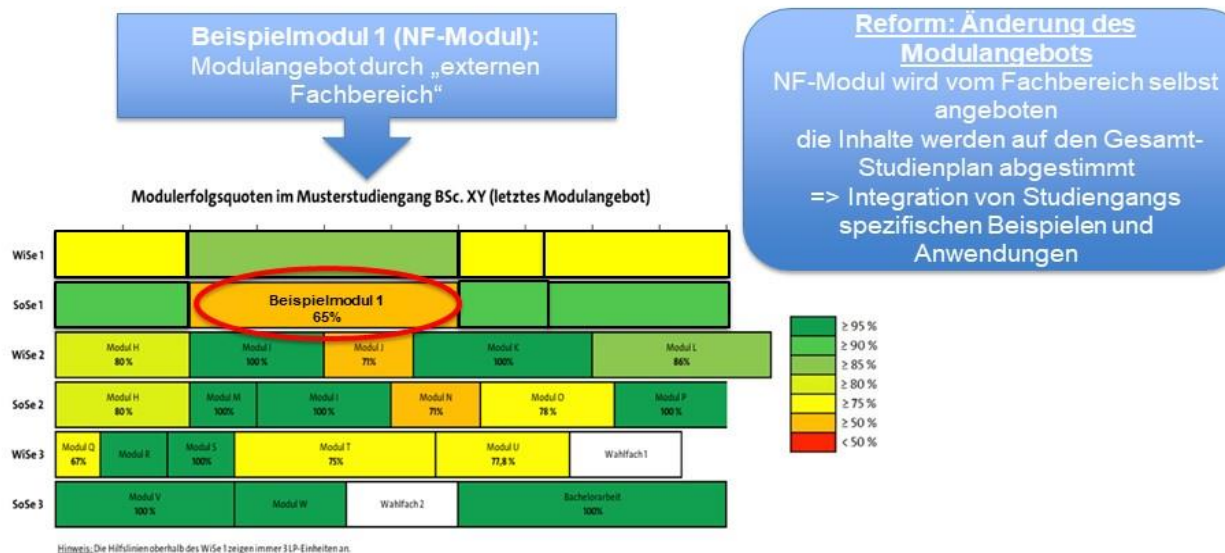 Beispielmodul 1 (NF-Modul):
Modulangebot durch „externen
Fachbereich“
Reform: Änderung des
Modulangebots
NF-Modul wird vom Fachbereich selbst
angeboten
die Inhalte werden auf den Gesamt-
Studienplan abgestimmt
=> Integration von Studiengangs
spezifischen Beispielen und
Anwendungen
Modulerfolgsquoten im Musterstudiengang BSc. XY (letztes Modulangebot)
WiSe 1
SoSe 1
Beispielmodul 1
65%
WiSe 2
Modul H
80 %
Modul I
100 %
Modul J
71%
Modul K
100%
Modul L
86%
SoSe 2
Modul H
80 %
Modul M
100%
Modul I
100 %
Modul N
71%
Modul O
78 %
Modul P
100 %
WiSe 3
Modul Q
67%
Modul R
Modul S
100%
Modul T
75%
Modul U
77,8 %
Wahlfach 1
SoSe 3
Modul V
100 %
Modul W
Wahlfach 2
Bachelorarbeit
100%
≥ 95 %
≥ 90 %
≥ 85 %
≥ 80 %
≥ 75 %
≥ 50 %
< 50 %
Hinweis: Die Hilfslinien oberhalb des WiSe 1 zeigen immer 3 LP-Einheiten an.